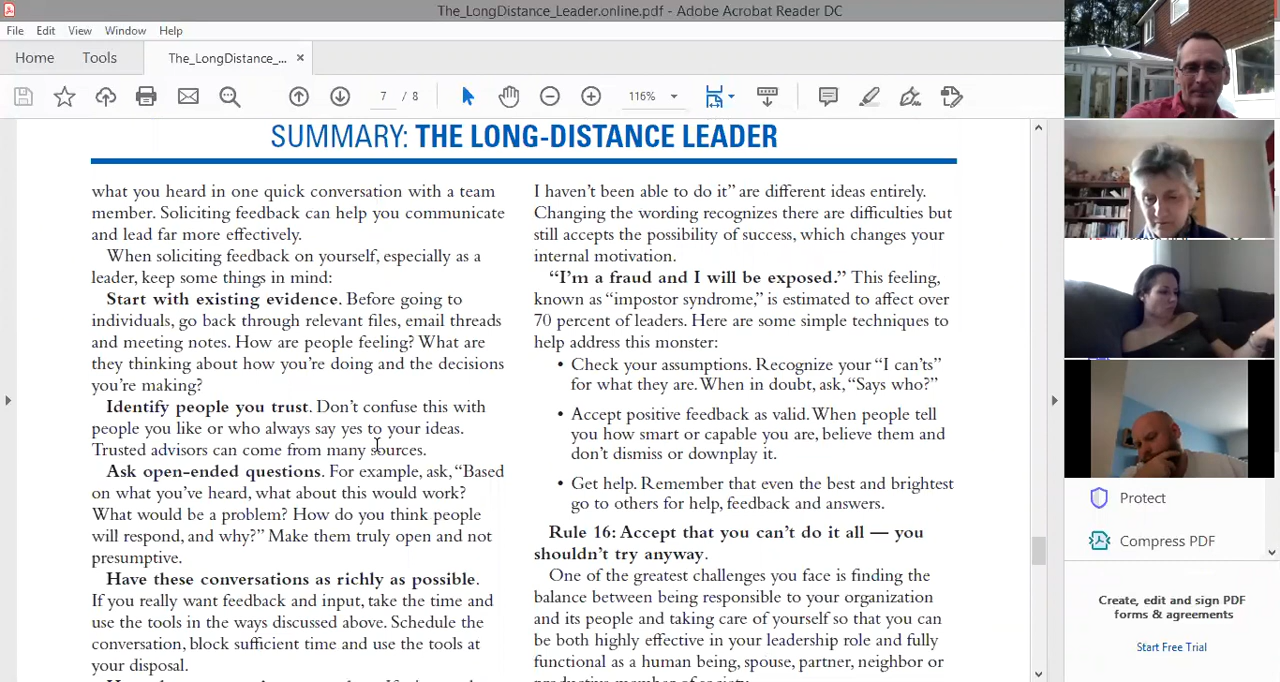 The_LongDistance_Leader.online.pdf - Adobe Acrobat Reader DC
File Edit View Window Help
Home Tools The_LongDistance_... ×
7 / 8 116%
SUMMARY: THE LONG-DISTANCE LEADER
what you heard in one quick conversation with a team
member. Soliciting feedback can help you communicate
and lead far more effectively.
When soliciting feedback on yourself, especially as a
leader, keep some things in mind:
Start with existing evidence. Before going to
individuals, go back through relevant files, email threads
and meeting notes. How are people feeling? What are
they thinking about how you're doing and the decisions
you're making?
Identify people you trust. Don't confuse this with
people you like or who always say yes to your ideas.
Trusted advisors can come from many sources.
Ask open-ended questions. For example, ask, “Based
on what you've heard, what about this would work?
What would be a problem? How do you think people
will respond, and why?” Make them truly open and not
presumptive.
Have these conversations as richly as possible.
If you really want feedback and input, take the time and
use the tools in the ways discussed above. Schedule the
conversation, block sufficient time and use the tools at
your disposal.
I haven't been able to do it” are different ideas entirely.
Changing the wording recognizes there are difficulties but
still accepts the possibility of success, which changes your
internal motivation.
“I'm a fraud and I will be exposed.” This feeling,
known as “impostor syndrome,” is estimated to affect over
70 percent of leaders. Here are some simple techniques to
help address this monster:
• Check your assumptions. Recognize your “I can'ts”
for what they are. When in doubt, ask, “Says who?”
• Accept positive feedback as valid. When people tell
you how smart or capable you are, believe them and
don't dismiss or downplay it.
• Get help. Remember that even the best and brightest
go to others for help, feedback and answers.
Rule 16: Accept that you can't do it all — you
shouldn't try anyway.
One of the greatest challenges you face is finding the
balance between being responsible to your organization
and its people and taking care of yourself so that you can
be both highly effective in your leadership role and fully
functional as a human being, spouse, partner, neighbor or
productive member of society.
Protect
Compress PDF
Create, edit and sign PDF
forms & agreements
Start Free Trial